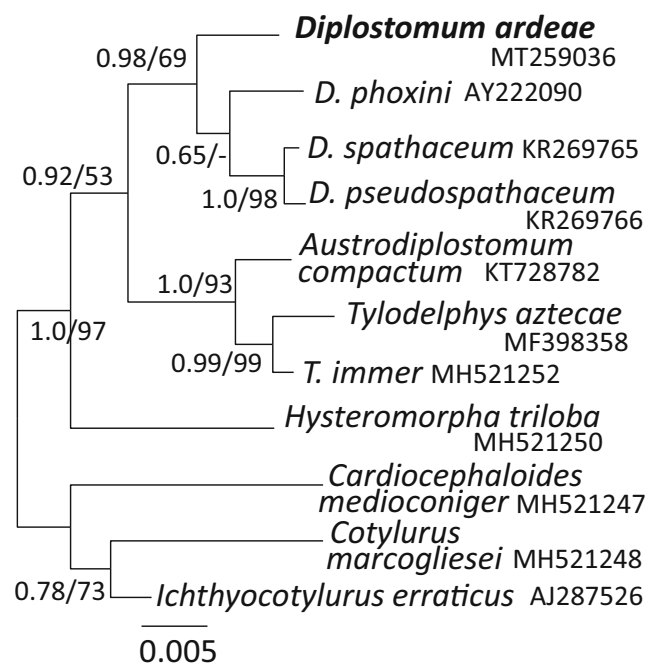 Diplostomum ardeae
0.98/69
MT259036
D. phoxini AY222090
0.65/-
D. spathaceum KR269765
1.0/98
D. pseudospathaceum
KR269766
0.92/53
Austrodiplostomum
compactum KT728782
1.0/93
Tylodelphys aztecae
MF398358
1.0/97
0.99/99
T. immer MH521252
Hysteromorpha triloba
MH521250
Cardiocephaloides
medioconiger MH521247
Cotylurus
marcogliesei MH521248
0.78/73
Ichthyocotylurus erraticus AJ287526
0.005